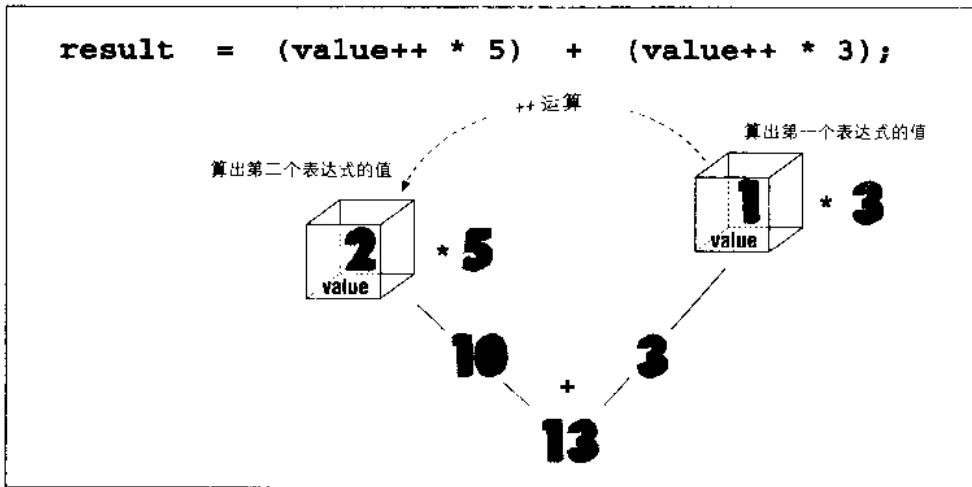 result = (value++ * 5) + (value++ * 3);
++运算
算出第一个表达式的值
算出第二个表达式的值
1
value
* 3
2
value
* 5
10
3
+
13